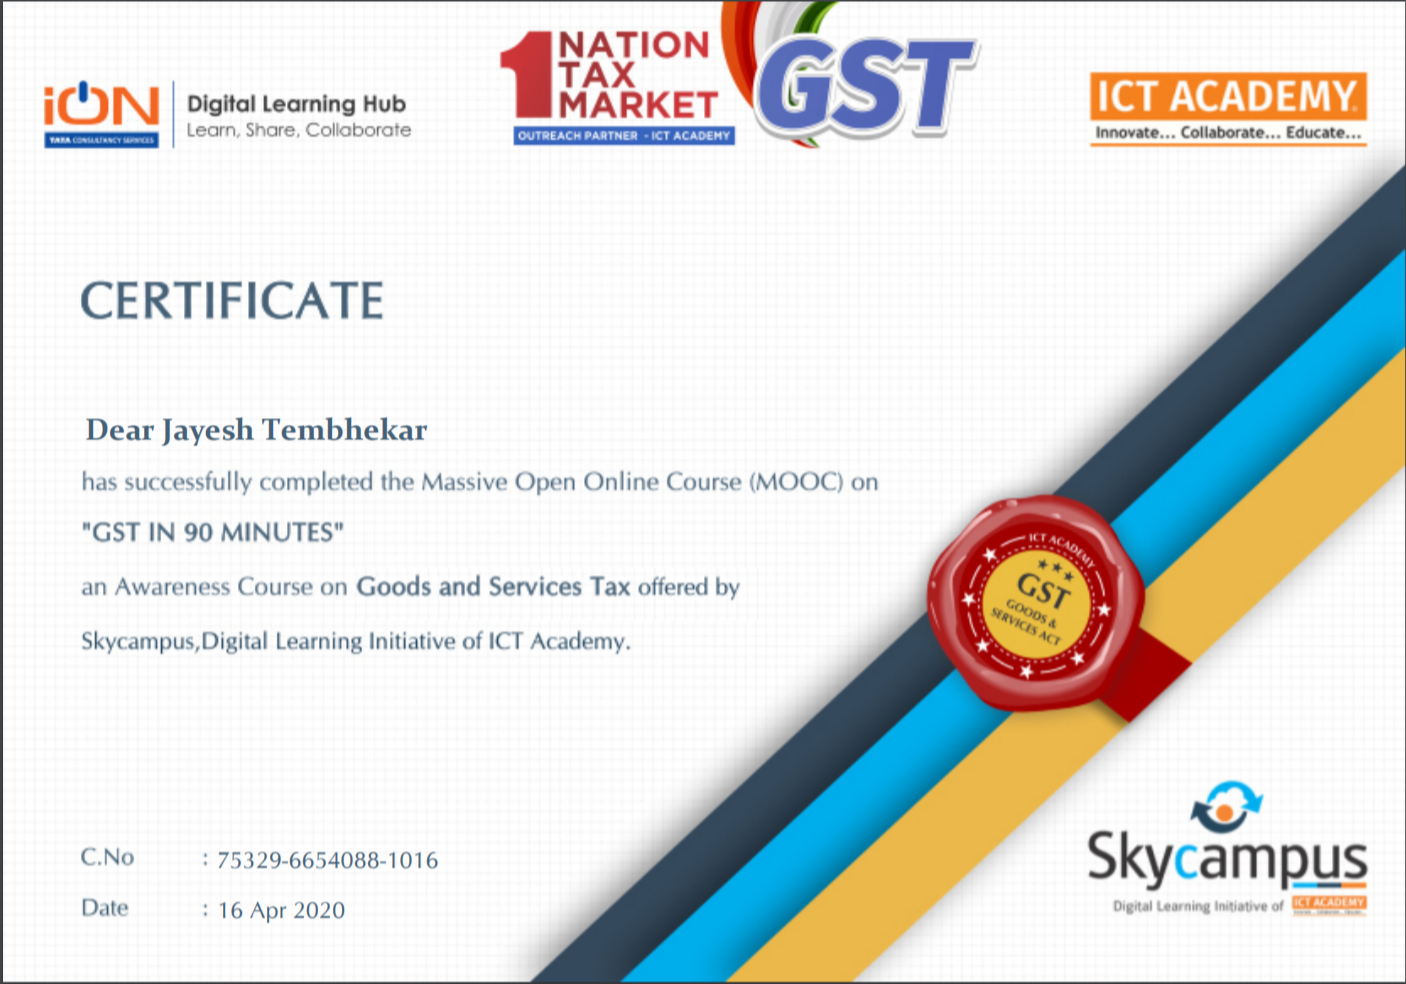 iON
TATA CONSULTANCY SERVICES
Digital Learning Hub
Learn, Share, Collaborate
1 NATION
TAX
MARKET
OUTREACH PARTNER - ICT ACADEMY
GST
ICT ACADEMY
Innovate... Collaborate... Educate...
CERTIFICATE
Dear Jayesh Tembhekar
has successfully completed the Massive Open Online Course (MOOC) on
"GST IN 90 MINUTES"
an Awareness Course on Goods and Services Tax offered by
Skycampus,Digital Learning Initiative of ICT Academy.
ICT ACADEMY
GST
GOODS &
SERVICES ACT
C.No : 75329-6654088-1016
Date : 16 Apr 2020
Skycampus
Digital Learning Initiative of ICT ACADEMY